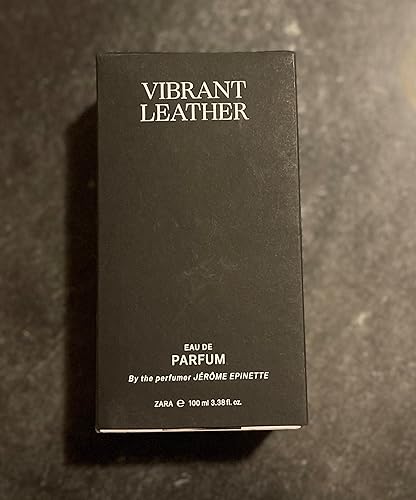 VIBRANT
LEATHER
EAU DE
PARFUM
By the perfumer JÉRÔME EPINETTE
ZARA ℮ 100 ml 3.38 fl. oz.